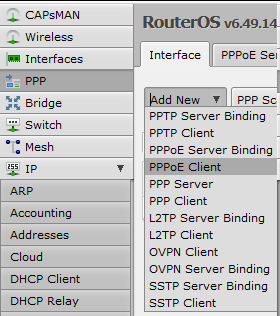 CAPsMAN
Wireless
Interfaces
PPP
Bridge
Switch
Mesh
IP
ARP
Accounting
Addresses
Cloud
DHCP Client
DHCP Relay
RouterOS v6.49.14
Interface
PPPoE Ser
Add New
PPP Sc
PPTP Server Binding
PPTP Client
PPPoE Server Binding
PPPoE Client
PPP Server
PPP Client
L2TP Server Binding
L2TP Client
OVPN Client
OVPN Server Binding
SSTP Server Binding
SSTP Client